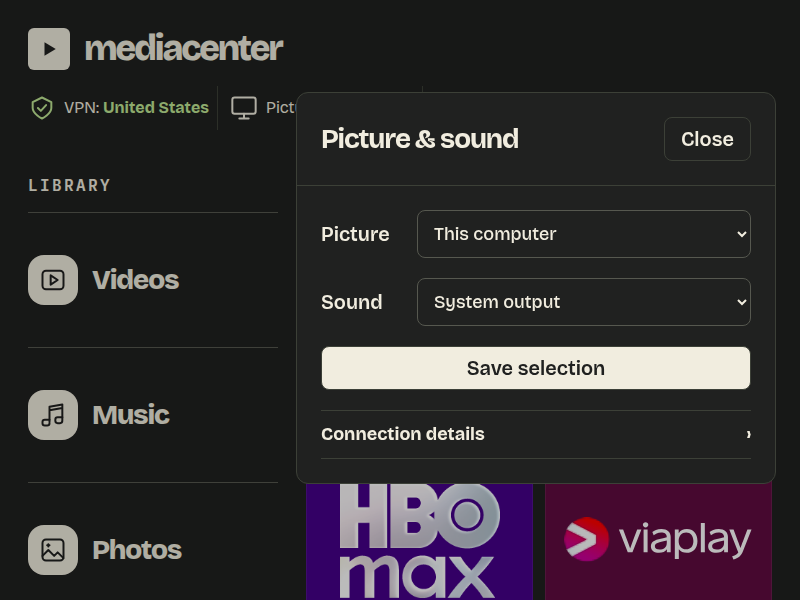 mediacenter
VPN: United States
Pictu
LIBRARY
Videos
Music
Photos
Picture & sound
Close
Picture
This computer
Sound
System output
Save selection
Connection details
HBO
max
viaplay